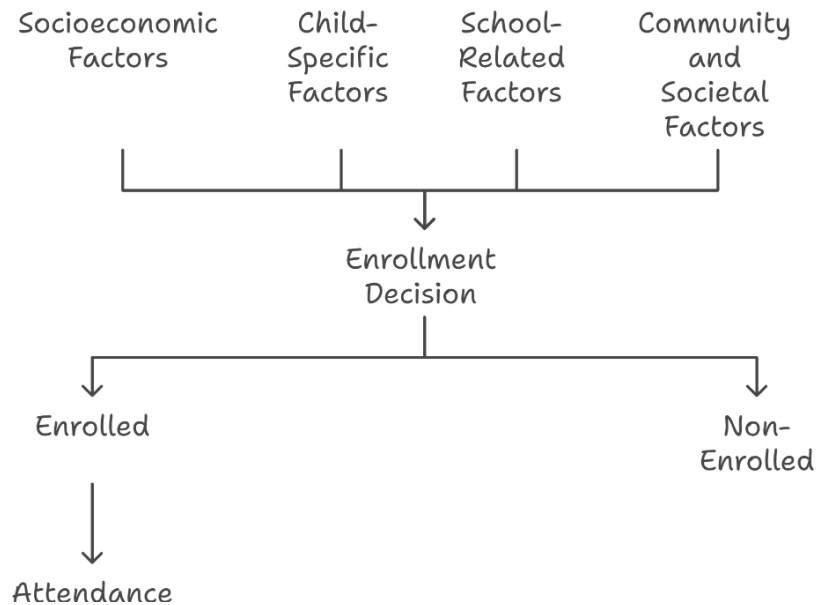 Socioeconomic
Factors
Child-
Specific
Factors
School-
Related
Factors
Community
and
Societal
Factors
Enrollment
Decision
Enrolled
Non-
Enrolled
Attendance